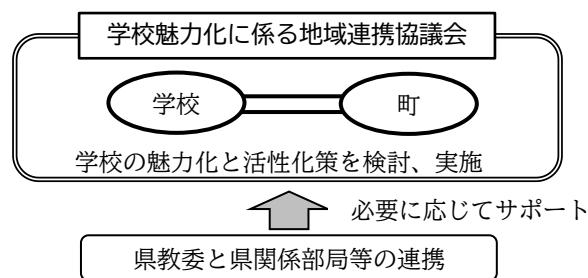 学校魅力化に係る地域連携協議会
学校
町
学校の魅力化と活性化策を検討、実施
必要に応じてサポート
県教委と県関係部局等の連携